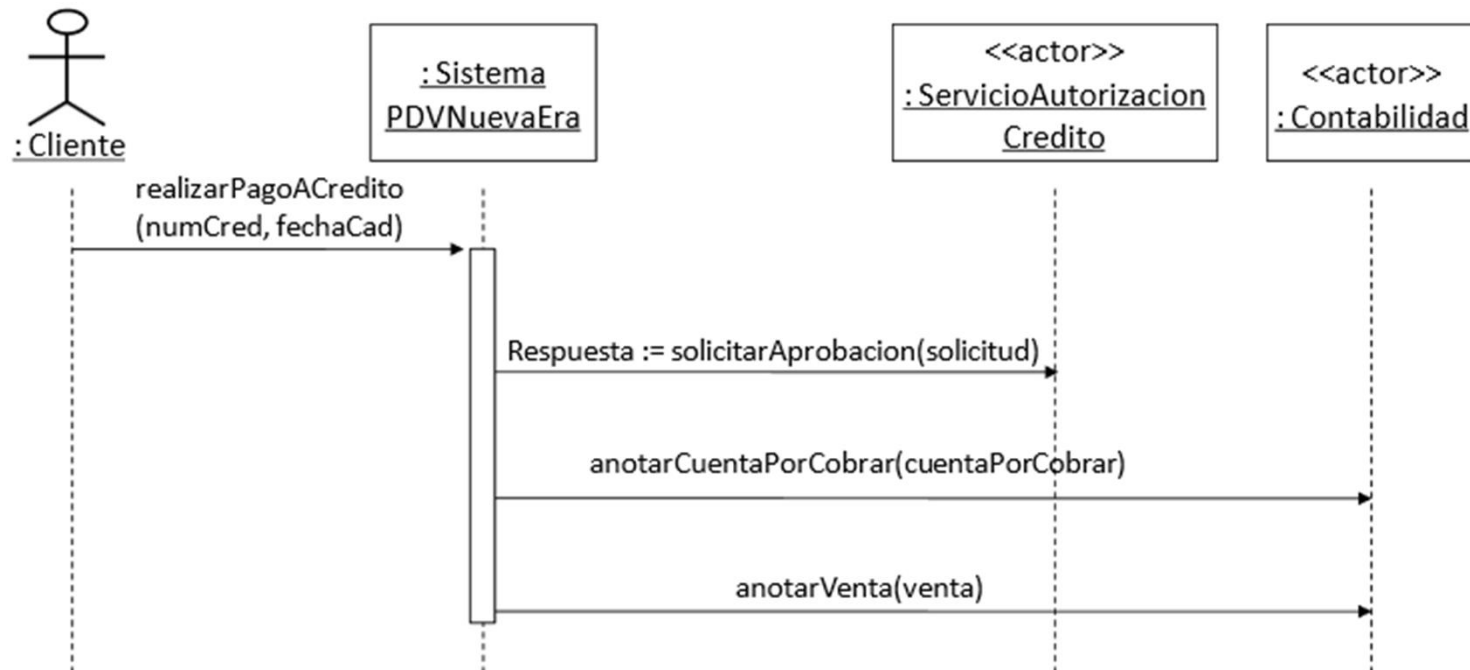 : Cliente
: Sistema
PDVNuevaEra
<<actor>>
: ServicioAutorizacion
Credito
<<actor>>
: Contabilidad
realizarPagoACredito
(numCred, fechaCad)
Respuesta := solicitarAprobacion(solicitud)
anotarCuentaPorCobrar(cuentaPorCobrar)
anotarVenta(venta)